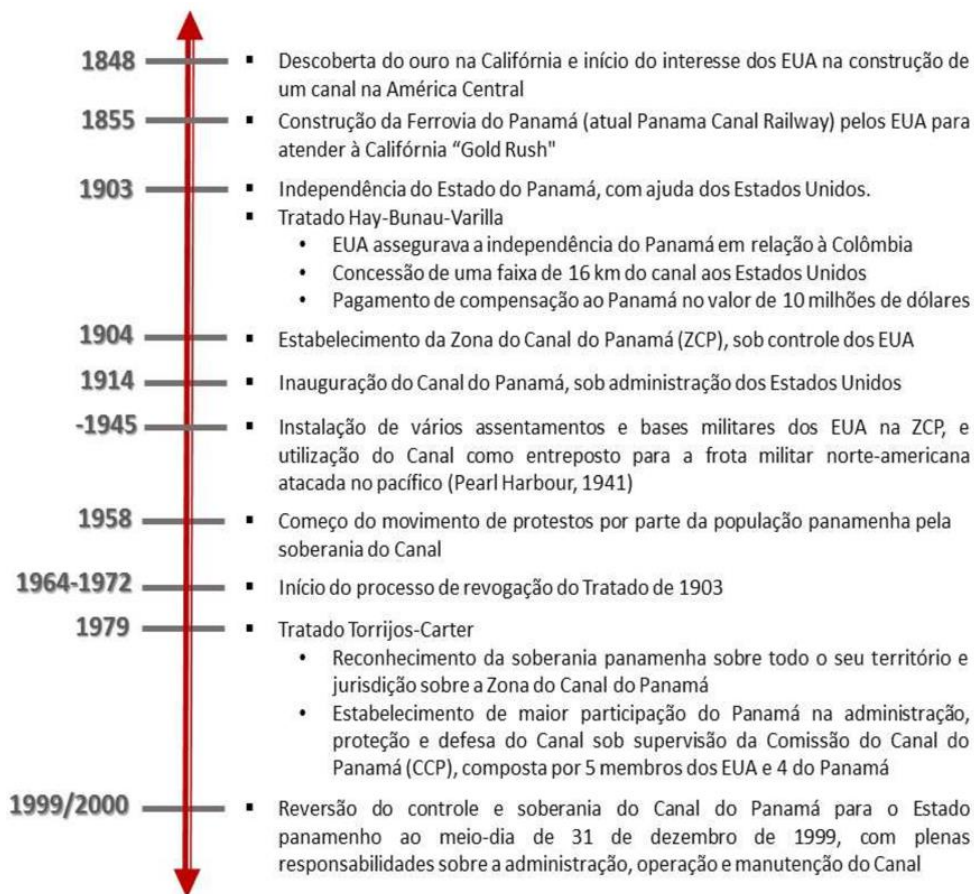 1848
▪ Descoberta do ouro na Califórnia e início do interesse dos EUA na construção de
um canal na América Central
1855
▪ Construção da Ferrovia do Panamá (atual Panama Canal Railway) pelos EUA para
atender à Califórnia “Gold Rush"
1903
▪ Independência do Estado do Panamá, com ajuda dos Estados Unidos.
▪ Tratado Hay-Bunau-Varilla
• EUA assegurava a independência do Panamá em relação à Colômbia
• Concessão de uma faixa de 16 km do canal aos Estados Unidos
• Pagamento de compensação ao Panamá no valor de 10 milhões de dólares
1904
▪ Estabelecimento da Zona do Canal do Panamá (ZCP), sob controle dos EUA
1914
▪ Inauguração do Canal do Panamá, sob administração dos Estados Unidos
-1945
▪ Instalação de vários assentamentos e bases militares dos EUA na ZCP, e
utilização do Canal como entreposto para a frota militar norte-americana
atacada no pacífico (Pearl Harbour, 1941)
1958
▪ Começo do movimento de protestos por parte da população panamenha pela
soberania do Canal
1964-1972
▪ Início do processo de revogação do Tratado de 1903
1979
▪ Tratado Torrijos-Carter
• Reconhecimento da soberania panamenha sobre todo o seu território e
jurisdição sobre a Zona do Canal do Panamá
• Estabelecimento de maior participação do Panamá na administração,
proteção e defesa do Canal sob supervisão da Comissão do Canal do
Panamá (CCP), composta por 5 membros dos EUA e 4 do Panamá
1999/2000
▪ Reversão do controle e soberania do Canal do Panamá para o Estado
panamenho ao meio-dia de 31 de dezembro de 1999, com plenas
responsabilidades sobre a administração, operação e manutenção do Canal